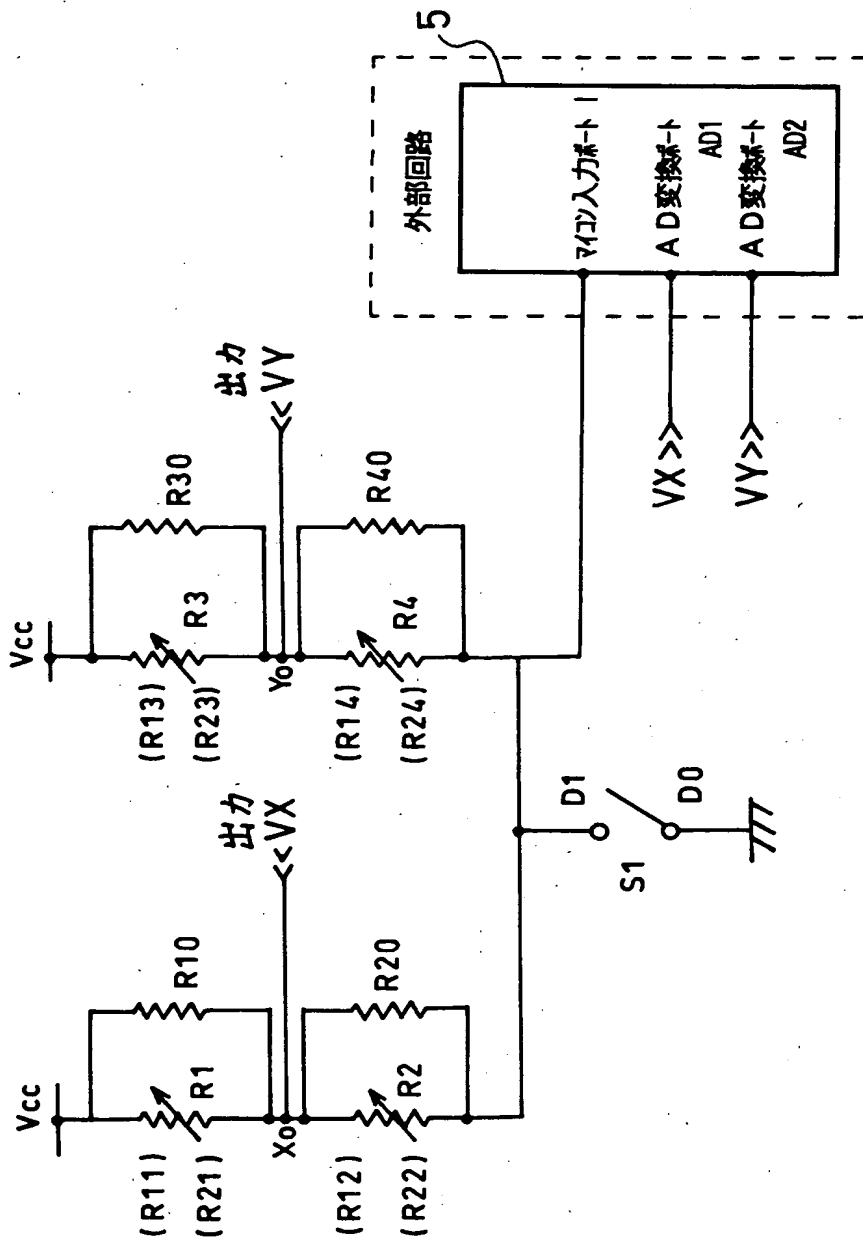 Vcc
(R11)
(R21)
R1
R10
Xo
出力
VX
(R12)
(R22)
R2
R20
Vcc
(R13)
(R23)
R3
R30
Yo
出力
VY
(R14)
(R24)
R4
R40
D1
S1
D0
外部回路
5
マイコン入力ポート I
AD変換ポート
AD1
AD変換ポート
AD2
VX
VY